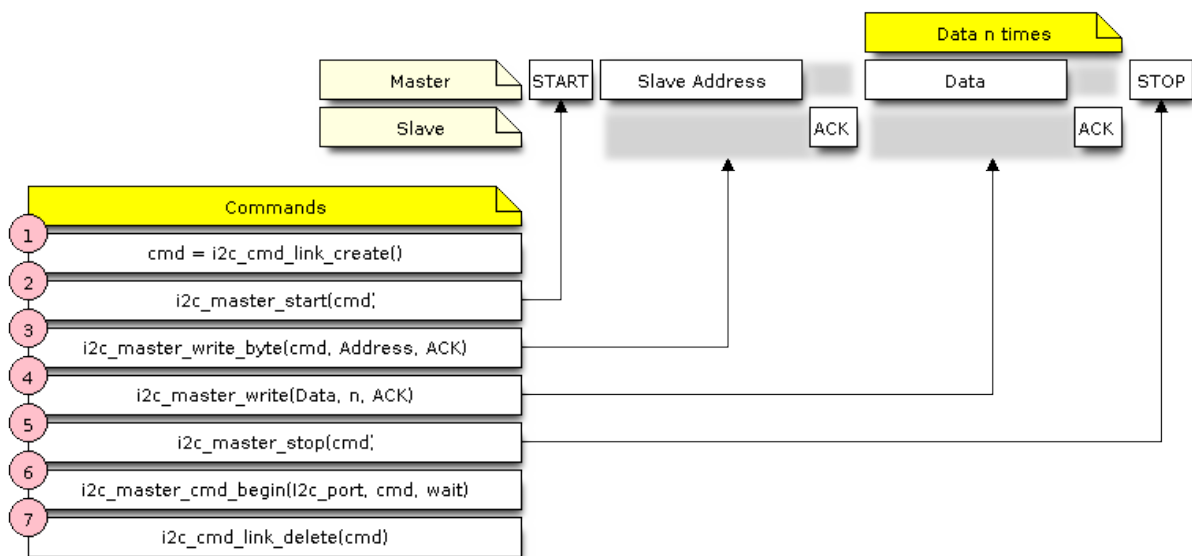 Data n times
Master START Slave Address Data STOP
Slave ACK ACK
Commands
1
cmd = i2c_cmd_link_create()
2
i2c_master_start(cmd)
3
i2c_master_write_byte(cmd, Address, ACK)
4
i2c_master_write(Data, n, ACK)
5
i2c_master_stop(cmd)
6
i2c_master_cmd_begin(I2c_port, cmd, wait)
7
i2c_cmd_link_delete(cmd)